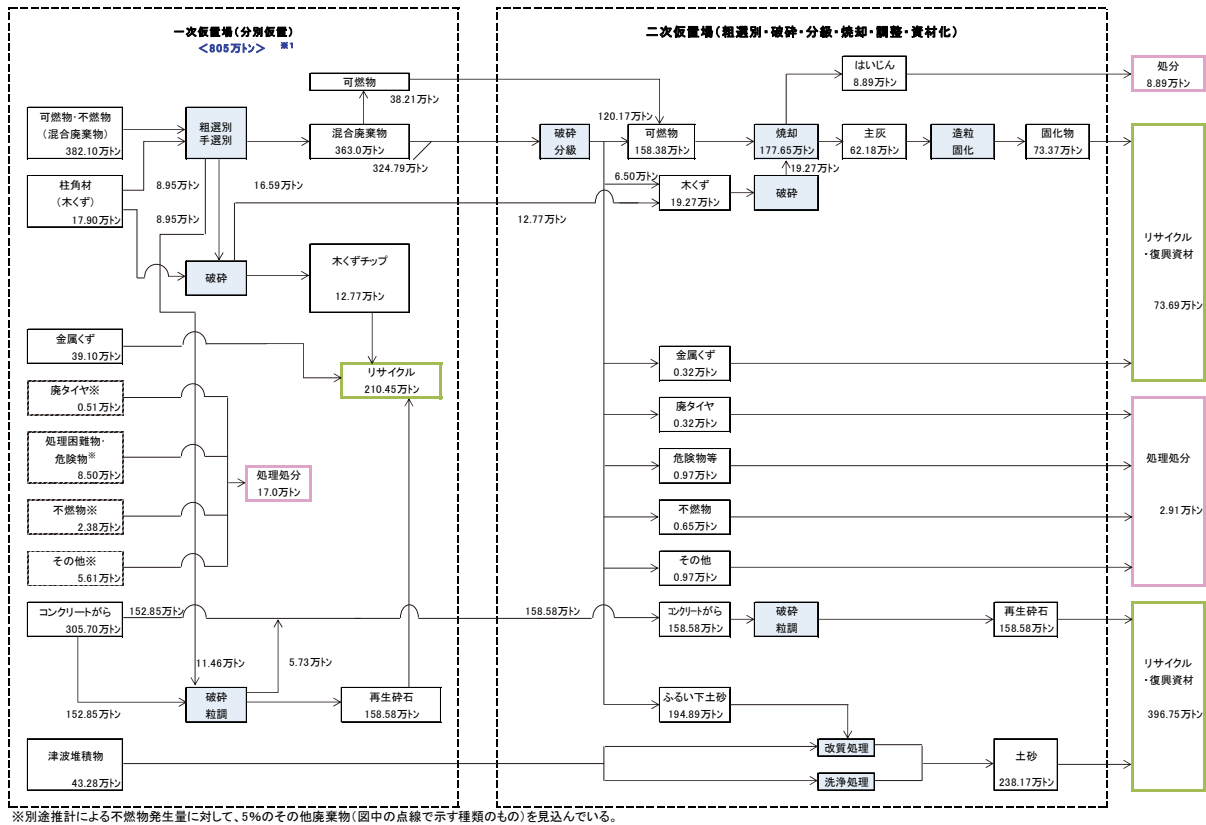 一次仮置場(分別仮置)
<805万トン> ※1
可燃物
38.21万トン
可燃物・不燃物
(混合廃棄物)
382.10万トン
粗選別
手選別
混合廃棄物
363.0万トン
324.79万トン
柱角材
(木くず)
17.90万トン
8.95万トン
16.59万トン
8.95万トン
破砕
木くずチップ
12.77万トン
金属くず
39.10万トン
リサイクル
210.45万トン
廃タイヤ※
0.51万トン
処理困難物・
危険物※
8.50万トン
処理処分
17.0万トン
不燃物※
2.38万トン
その他※
5.61万トン
コンクリートがら
305.70万トン
152.85万トン
11.46万トン
5.73万トン
152.85万トン
破砕
粒調
再生砕石
158.58万トン
津波堆積物
43.28万トン
二次仮置場(粗選別・破砕・分級・焼却・調整・資材化)
はいじん
8.89万トン
処分
8.89万トン
破砕
分級
120.17万トン
可燃物
158.38万トン
焼却
177.65万トン
主灰
62.18万トン
造粒
固化
固化物
73.37万トン
6.50万トン
木くず
19.27万トン
19.27万トン
破砕
12.77万トン
リサイクル
・復興資材
73.69万トン
金属くず
0.32万トン
廃タイヤ
0.32万トン
危険物等
0.97万トン
不燃物
0.65万トン
その他
0.97万トン
処理処分
2.91万トン
158.58万トン
コンクリートがら
158.58万トン
破砕
粒調
再生砕石
158.58万トン
ふるい下土砂
194.89万トン
改質処理
洗浄処理
土砂
238.17万トン
リサイクル
・復興資材
396.75万トン
※別途推計による不燃物発生量に対して、5%のその他廃棄物(図中の点線で示す種類のもの)を見込んでいる。